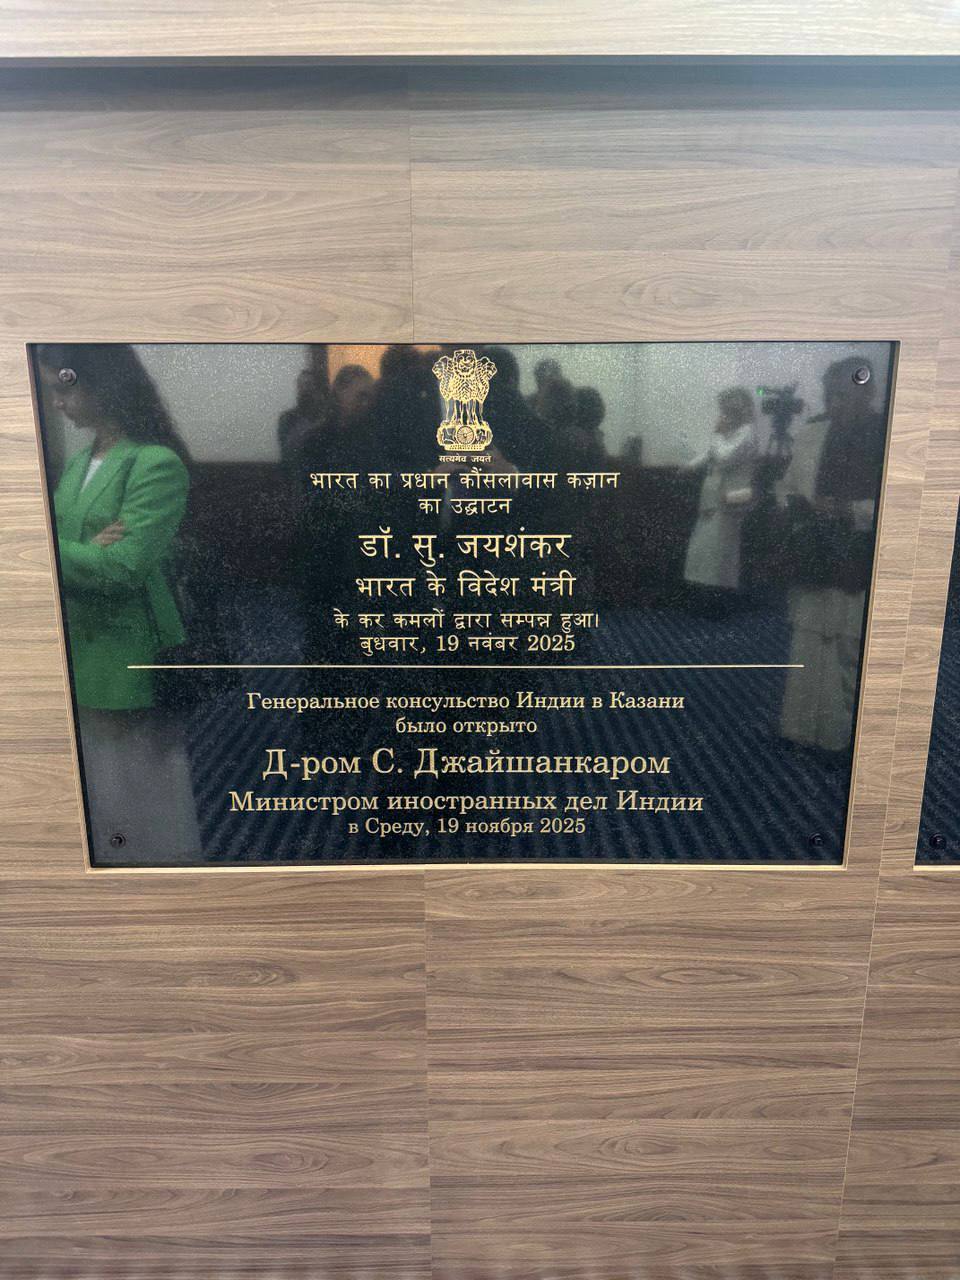 सत्यमेव जयते
भारत का प्रधान कौंसलावास कज़ान
का उद्घाटन
डॉ. सु. जयशंकर
भारत के विदेश मंत्री
के कर कमलों द्वारा सम्पन्न हुआ।
बुधवार, 19 नवंबर 2025
Генеральное консульство Индии в Казани
было открыто
Д-ром С. Джайшанкаром
Министром иностранных дел Индии
в Среду, 19 ноября 2025